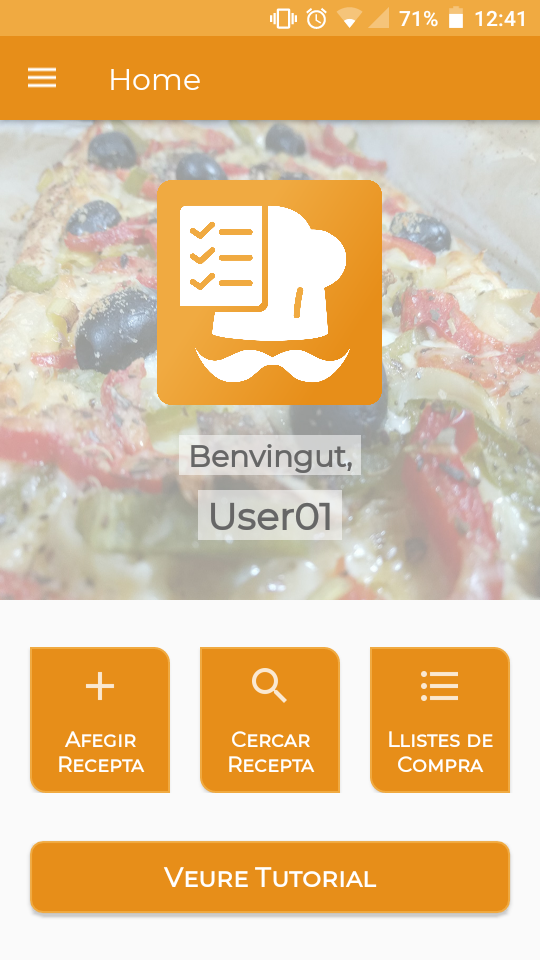 71% 12:41
Home
Benvingut,
User01
Afegir
Recepta
Cercar
Recepta
Llistes de
Compra
Veure Tutorial